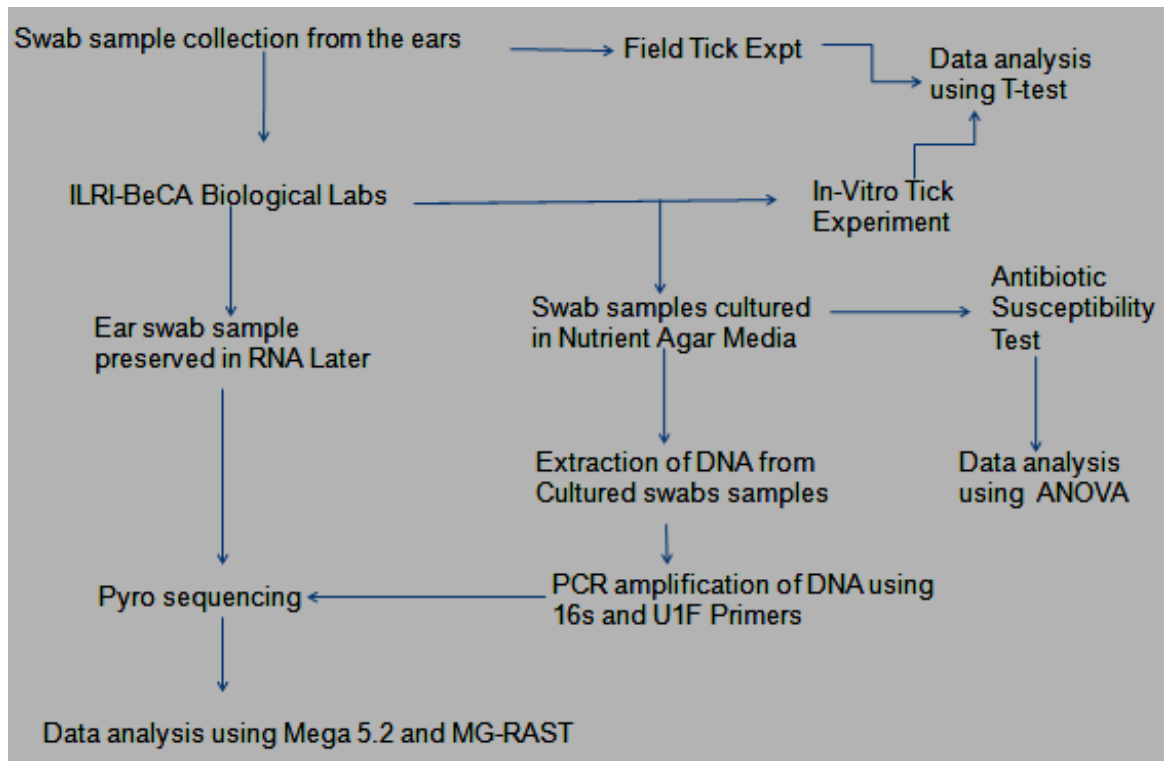 Swab sample collection from the ears
Field Tick Expt
Data analysis
using T-test
ILRI-BeCA Biological Labs
In-Vitro Tick
Experiment
Ear swab sample
preserved in RNA Later
Swab samples cultured
in Nutrient Agar Media
Antibiotic
Susceptibility
Test
Extraction of DNA from
Cultured swabs samples
Data analysis
using ANOVA
Pyro sequencing
PCR amplification of DNA using
16s and U1F Primers
Data analysis using Mega 5.2 and MG-RAST